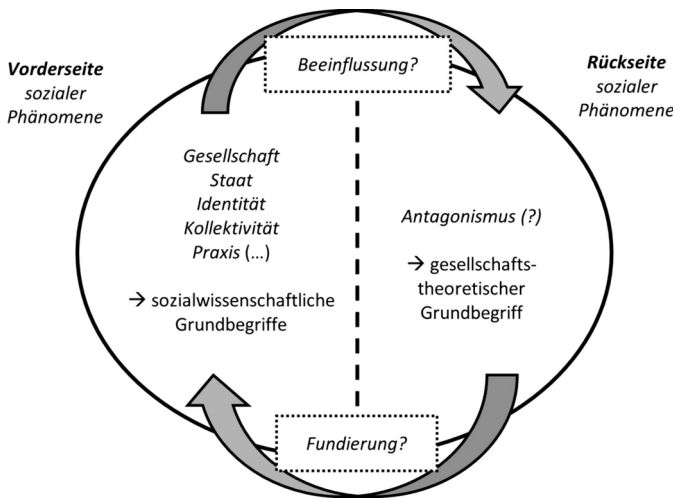 Vorderseite
sozialer
Phänomene
Beeinflussung?
Rückseite
sozialer
Phänomene
Gesellschaft
Staat
Identität
Kollektivität
Praxis (...)
→ sozialwissenschaftliche
Grundbegriffe
Antagonismus (?)
→ gesellschafts-
theoretischer
Grundbegriff
Fundierung?